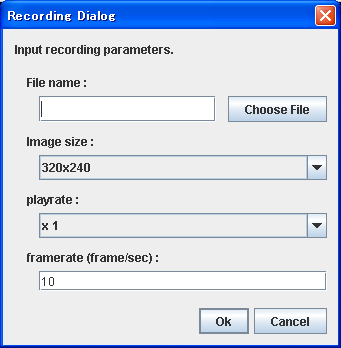 Recording Dialog
Input recording parameters.
File name :
Choose File
Image size :
320x240
playrate :
x 1
framerate (frame/sec) :
10
Ok Cancel